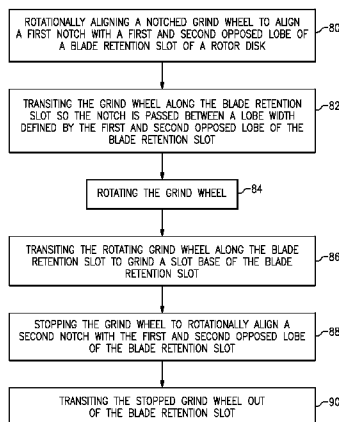 ROTATIONALLY ALIGNING A NOTCHED GRIND WHEEL TO ALIGN
A FIRST NOTCH WITH A FIRST AND SECOND OPPOSED LOBE OF
A BLADE RETENTION SLOT OF A ROTOR DISK
80
TRANSITING THE GRIND WHEEL ALONG THE BLADE RETENTION
SLOT SO THE NOTCH IS PASSED BETWEEN A LOBE WIDTH
DEFINED BY THE FIRST AND SECOND OPPOSED LOBE OF THE
BLADE RETENTION SLOT
82
ROTATING THE GRIND WHEEL
84
TRANSITING THE ROTATING GRIND WHEEL ALONG THE BLADE
RETENTION SLOT TO GRIND A SLOT BASE OF THE BLADE
RETENTION SLOT
86
STOPPING THE GRIND WHEEL TO ROTATIONALLY ALIGN A
SECOND NOTCH WITH THE FIRST AND SECOND OPPOSED LOBE
OF THE BLADE RETENTION SLOT
88
TRANSITING THE STOPPED GRIND WHEEL OUT
OF THE BLADE RETENTION SLOT
90